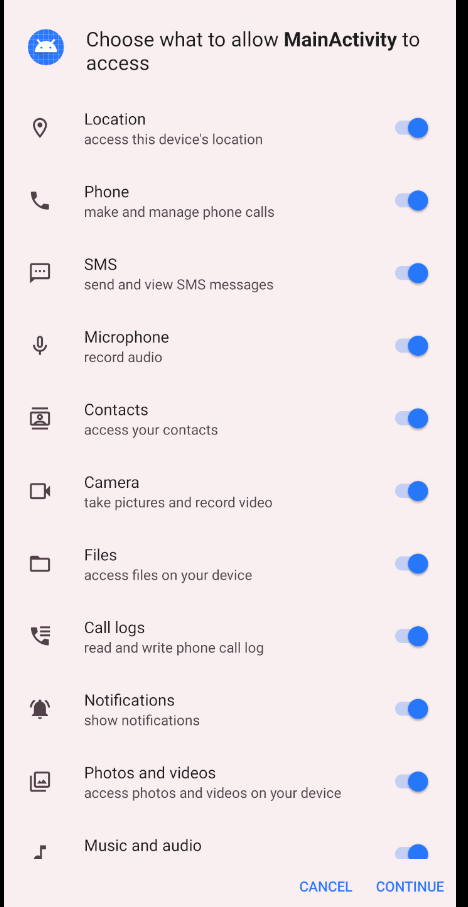 Choose what to allow MainActivity to
access
Location
access this device's location
Phone
make and manage phone calls
SMS
send and view SMS messages
Microphone
record audio
Contacts
access your contacts
Camera
take pictures and record video
Files
access files on your device
Call logs
read and write phone call log
Notifications
show notifications
Photos and videos
access photos and videos on your device
Music and audio
CANCEL CONTINUE